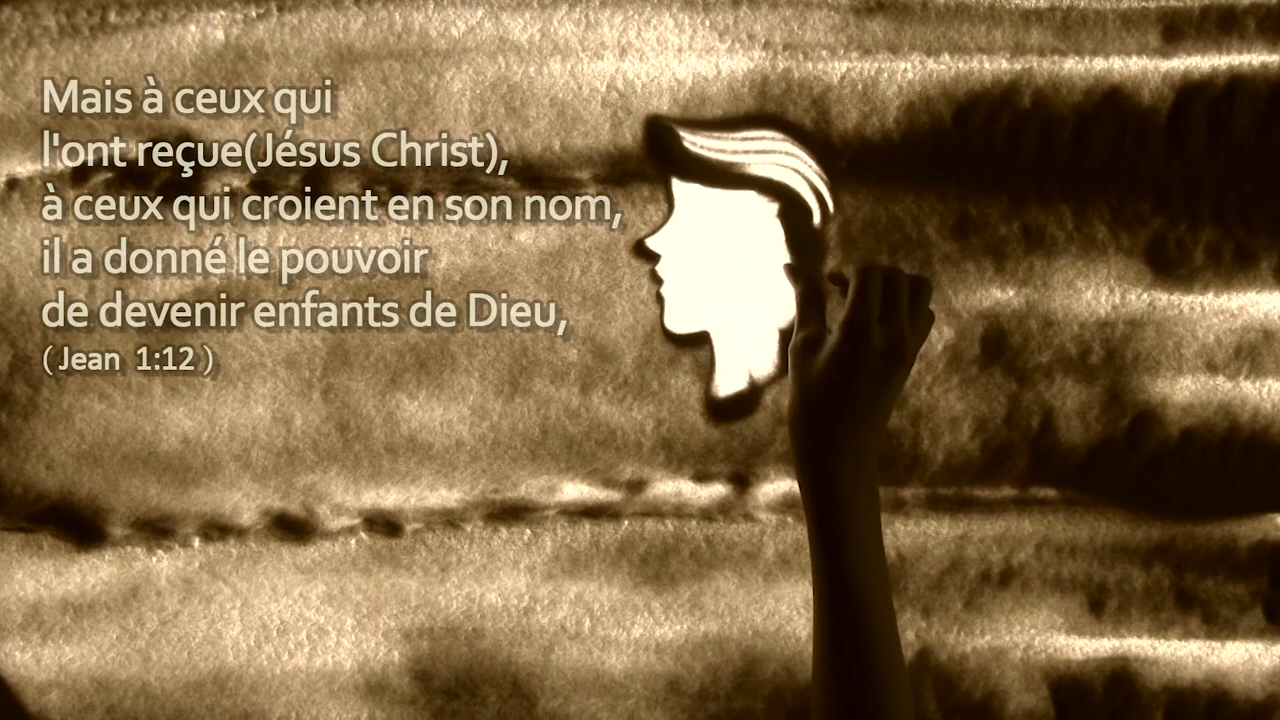 Mais à ceux qui
l'ont reçue(Jésus Christ),
à ceux qui croient en son nom,
il a donné le pouvoir
de devenir enfants de Dieu,
( Jean 1:12 )